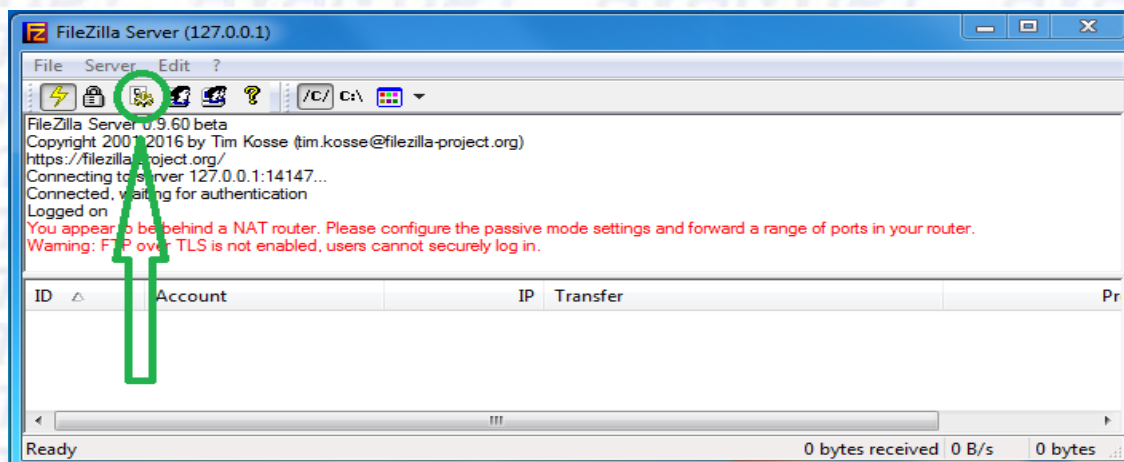 FileZilla Server (127.0.0.1)
File Server Edit ?
/C/ C:\
FileZilla Server 0.9.60 beta
Copyright 2001-2016 by Tim Kosse (tim.kosse@filezilla-project.org)
https://filezilla-project.org/
Connecting to server 127.0.0.1:14147...
Connected, waiting for authentication
Logged on
You appear to be behind a NAT router. Please configure the passive mode settings and forward a range of ports in your router.
Warning: FTP over TLS is not enabled, users cannot securely log in.
ID Account IP Transfer Pr
Ready 0 bytes received 0 B/s 0 bytes